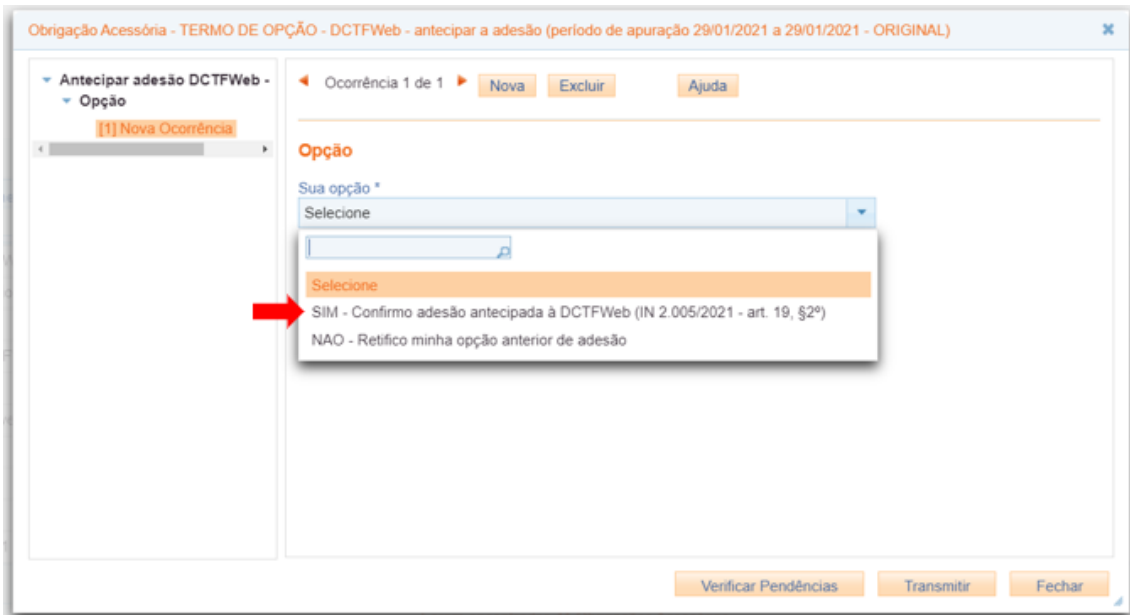 Obrigação Acessória - TERMO DE OPÇÃO - DCTFWeb - antecipar a adesão (período de apuração 29/01/2021 a 29/01/2021 - ORIGINAL)
Antecipar adesão DCTFWeb -
Opção
[1] Nova Ocorrência
Ocorrência 1 de 1 Nova Excluir Ajuda
Opção
Sua opção *
Selecione
Selecione
SIM - Confirmo adesão antecipada à DCTFWeb (IN 2.005/2021 - art. 19, §2º)
NAO - Retifico minha opção anterior de adesão
Verificar Pendências Transmitir Fechar